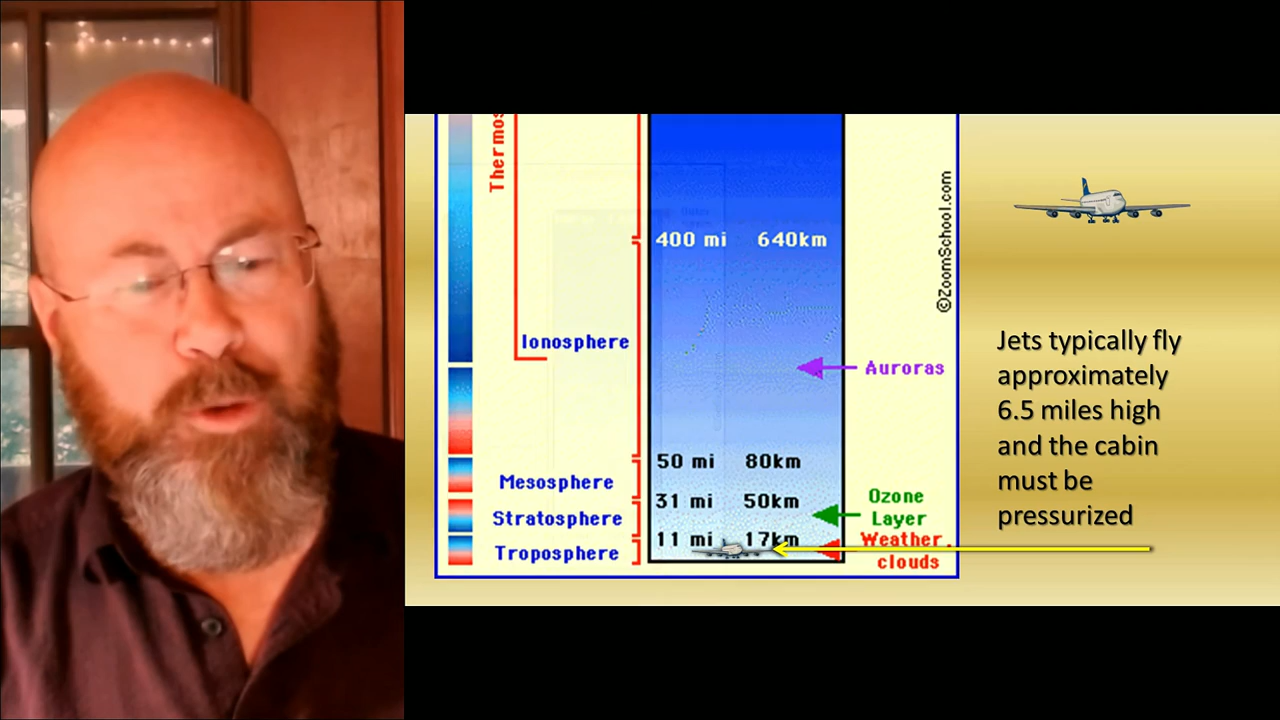 Thermos
400 mi 640km
Ionosphere
Auroras
50 mi 80km
Mesosphere
31 mi 50km
Ozone
Layer
Stratosphere
11 mi 17km
Weather
clouds
Troposphere
©ZoomSchool.com
Jets typically fly
approximately
6.5 miles high
and the cabin
must be
pressurized